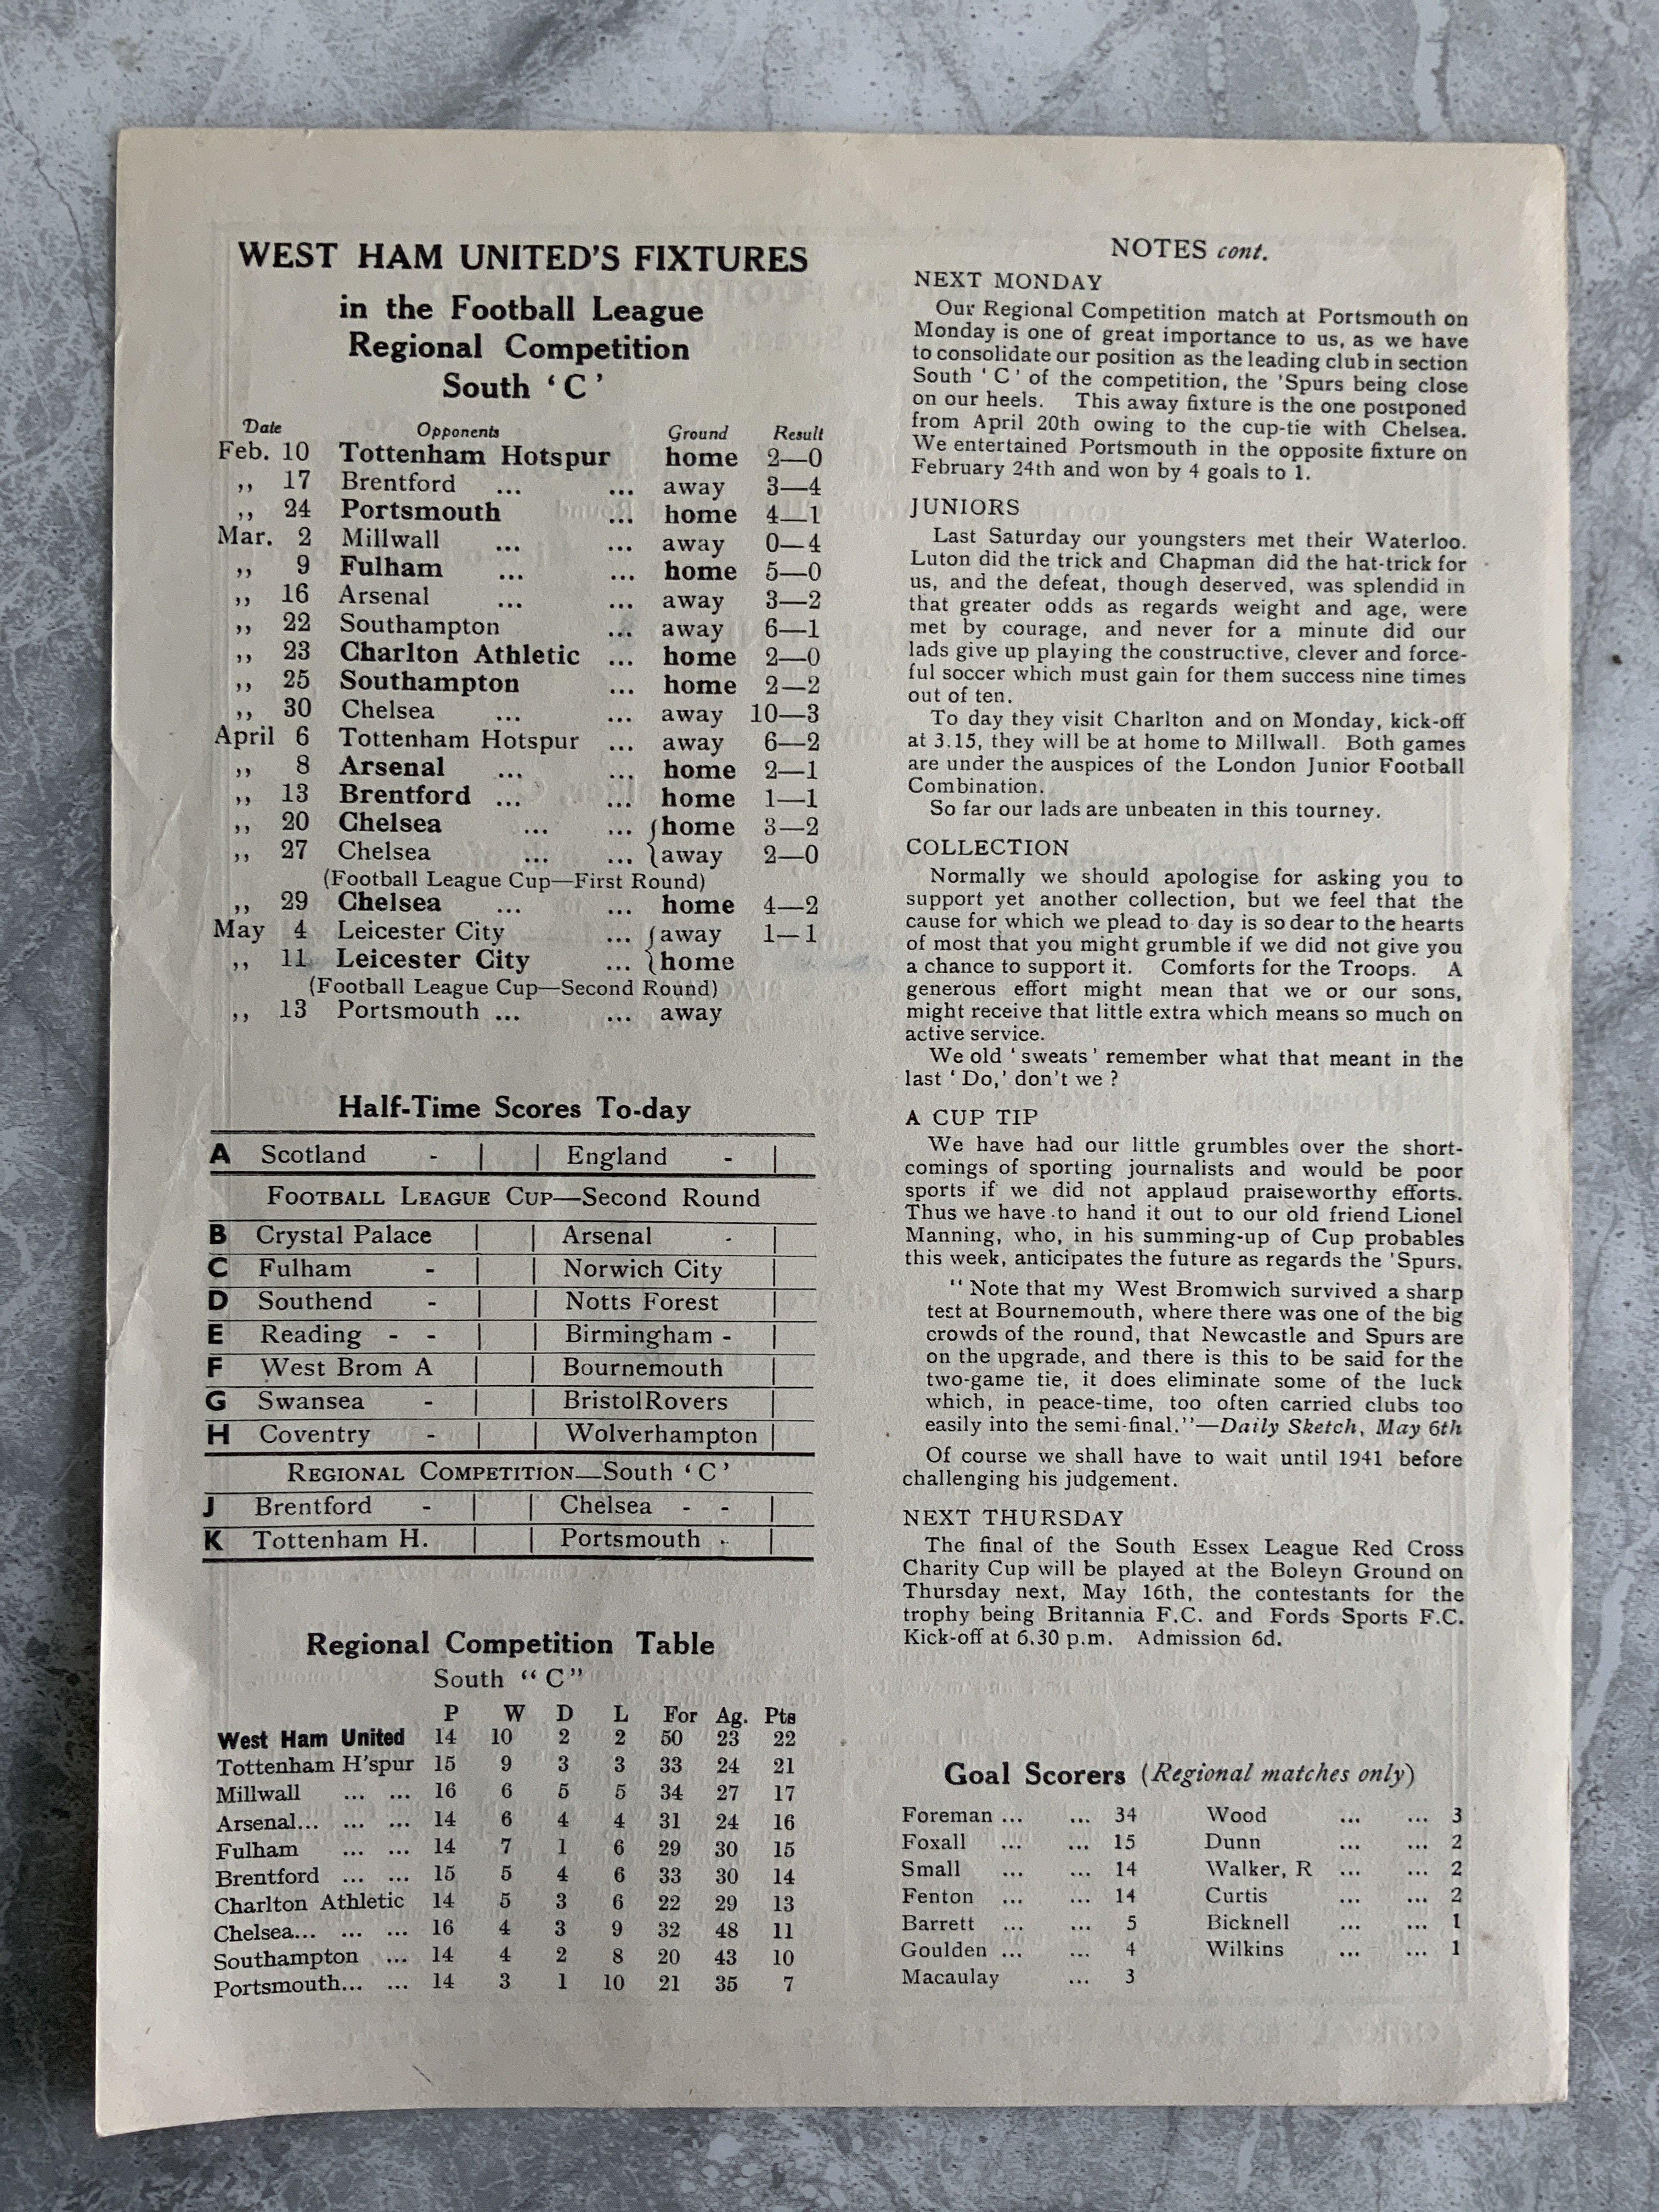 WEST HAM UNITED'S FIXTURES
in the Football League
Regional Competition
South ‘ C ’
Date Opponents Ground Result
Feb. 10 Tottenham Hotspur home 2—0
,, 17 Brentford ... ... away 3—4
,, 24 Portsmouth ... home 4—1
Mar. 2 Millwall ... ... away 0—4
,, 9 Fulham ... ... home 5—0
,, 16 Arsenal ... ... away 3—2
,, 22 Southampton ... away 6—1
,, 23 Charlton Athletic ... home 2—0
,, 25 Southampton ... home 2—2
,, 30 Chelsea ... ... away 10—3
April 6 Tottenham Hotspur ... away 6—2
,, 8 Arsenal ... ... home 2—1
,, 13 Brentford ... ... home 1—1
,, 20 Chelsea ... ... home 3—2
,, 27 Chelsea ... ... away 2—0
(Football League Cup—First Round)
,, 29 Chelsea ... ... home 4—2
May 4 Leicester City ... away 1—1
,, 11 Leicester City ... home
(Football League Cup—Second Round)
,, 13 Portsmouth ... ... away
Half-Time Scores To-day
A Scotland - England -
FOOTBALL LEAGUE CUP—Second Round
B Crystal Palace Arsenal -
C Fulham - Norwich City
D Southend - Notts Forest
E Reading - - Birmingham -
F West Brom A Bournemouth
G Swansea - BristolRovers
H Coventry - Wolverhampton
REGIONAL COMPETITION—South ‘ C ’
J Brentford - Chelsea - -
K Tottenham H. Portsmouth -
Regional Competition Table
South “ C ”
P W D L For Ag. Pts
West Ham United 14 10 2 2 50 23 22
Tottenham H'spur 15 9 3 3 33 24 21
Millwall ... ... 16 6 5 5 34 27 17
Arsenal... ... ... 14 6 4 4 31 24 16
Fulham ... ... 14 7 1 6 29 30 15
Brentford ... ... 15 5 4 6 33 30 14
Charlton Athletic 14 5 3 6 22 29 13
Chelsea... ... ... 16 4 3 9 32 48 11
Southampton ... 14 4 2 8 20 43 10
Portsmouth... ... 14 3 1 10 21 35 7
NOTES cont.
NEXT MONDAY
Our Regional Competition match at Portsmouth on
Monday is one of great importance to us, as we have
to consolidate our position as the leading club in section
South ‘ C ’ of the competition, the 'Spurs being close
on our heels. This away fixture is the one postponed
from April 20th owing to the cup-tie with Chelsea.
We entertained Portsmouth in the opposite fixture on
February 24th and won by 4 goals to 1.
JUNIORS
Last Saturday our youngsters met their Waterloo.
Luton did the trick and Chapman did the hat-trick for
us, and the defeat, though deserved, was splendid in
that greater odds as regards weight and age, were
met by courage, and never for a minute did our
lads give up playing the constructive, clever and force-
ful soccer which must gain for them success nine times
out of ten.
To day they visit Charlton and on Monday, kick-off
at 3.15, they will be at home to Millwall. Both games
are under the auspices of the London Junior Football
Combination.
So far our lads are unbeaten in this tourney.
COLLECTION
Normally we should apologise for asking you to
support yet another collection, but we feel that the
cause for which we plead to day is so dear to the hearts
of most that you might grumble if we did not give you
a chance to support it. Comforts for the Troops. A
generous effort might mean that we or our sons,
might receive that little extra which means so much on
active service.
We old ‘ sweats ’ remember what that meant in the
last ‘ Do,’ don't we ?
A CUP TIP
We have had our little grumbles over the short-
comings of sporting journalists and would be poor
sports if we did not applaud praiseworthy efforts.
Thus we have to hand it out to our old friend Lionel
Manning, who, in his summing-up of Cup probables
this week, anticipates the future as regards the 'Spurs.
“ Note that my West Bromwich survived a sharp
test at Bournemouth, where there was one of the big
crowds of the round, that Newcastle and Spurs are
on the upgrade, and there is this to be said for the
two-game tie, it does eliminate some of the luck
which, in peace-time, too often carried clubs too
easily into the semi-final.”—Daily Sketch, May 6th
Of course we shall have to wait until 1941 before
challenging his judgement.
NEXT THURSDAY
The final of the South Essex League Red Cross
Charity Cup will be played at the Boleyn Ground on
Thursday next, May 16th, the contestants for the
trophy being Britannia F.C. and Fords Sports F.C.
Kick-off at 6.30 p.m. Admission 6d.
Goal Scorers (Regional matches only)
Foreman ... ... 34 Wood ... ... 3
Foxall ... ... 15 Dunn ... ... 2
Small ... ... 14 Walker, R ... ... 2
Fenton ... ... 14 Curtis ... ... 2
Barrett ... ... 5 Bicknell ... ... 1
Goulden ... ... 4 Wilkins ... ... 1
Macaulay ... 3